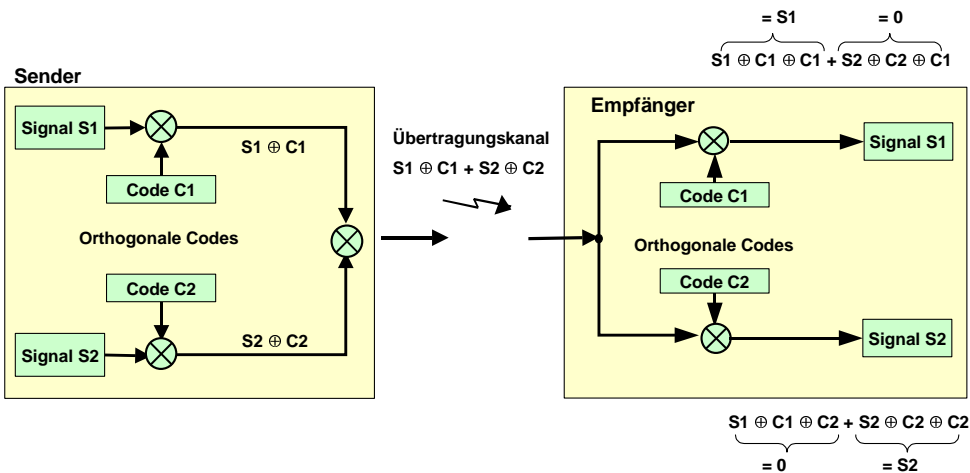 = S1 = 0
S1 ⊕ C1 ⊕ C1 + S2 ⊕ C2 ⊕ C1
Sender
Signal S1
S1 ⊕ C1
Code C1
Orthogonale Codes
Code C2
Signal S2
S2 ⊕ C2
Übertragungskanal
S1 ⊕ C1 + S2 ⊕ C2
Empfänger
Signal S1
Code C1
Orthogonale Codes
Code C2
Signal S2
S1 ⊕ C1 ⊕ C2 + S2 ⊕ C2 ⊕ C2
= 0 = S2